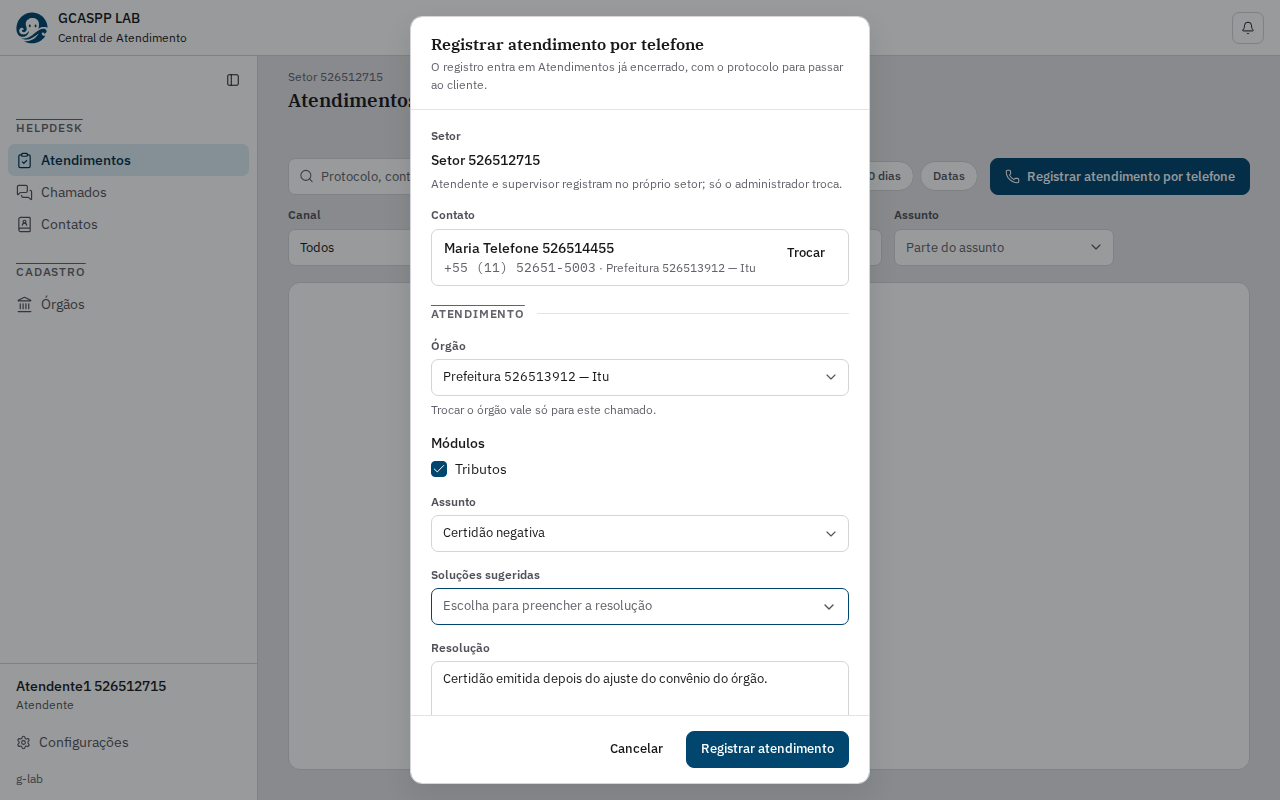 GCASPP LAB
Central de Atendimento
HELPDESK
Atendimentos
Chamados
Contatos
CADASTRO
Órgãos
Atendente1 526512715
Atendente
Configurações
g-lab
Setor 526512715
Atendimentos
Protocolo, cont
0 dias
Datas
Registrar atendimento por telefone
Canal
Todos
Assunto
Parte do assunto
Registrar atendimento por telefone
O registro entra em Atendimentos já encerrado, com o protocolo para passar
ao cliente.
Setor
Setor 526512715
Atendente e supervisor registram no próprio setor; só o administrador troca.
Contato
Maria Telefone 526514455
+55 (11) 52651-5003 · Prefeitura 526513912 — Itu
Trocar
ATENDIMENTO
Órgão
Prefeitura 526513912 — Itu
Trocar o órgão vale só para este chamado.
Módulos
Tributos
Assunto
Certidão negativa
Soluções sugeridas
Escolha para preencher a resolução
Resolução
Certidão emitida depois do ajuste do convênio do órgão.
Cancelar
Registrar atendimento